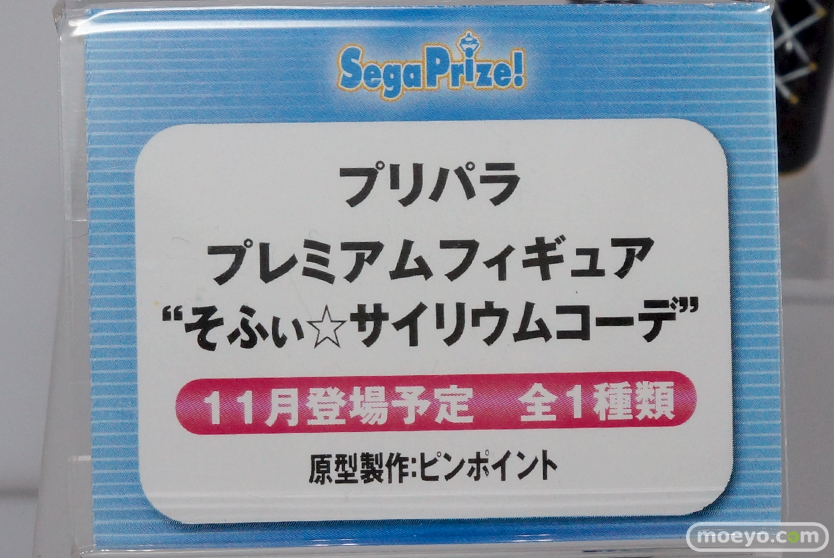 SegaPrize!
プリパラ
プレミアムフィギュア
“そふぃ☆サイリウムコーデ”
11月登場予定　全1種類
原型製作:ピンポイント
moeyo.com